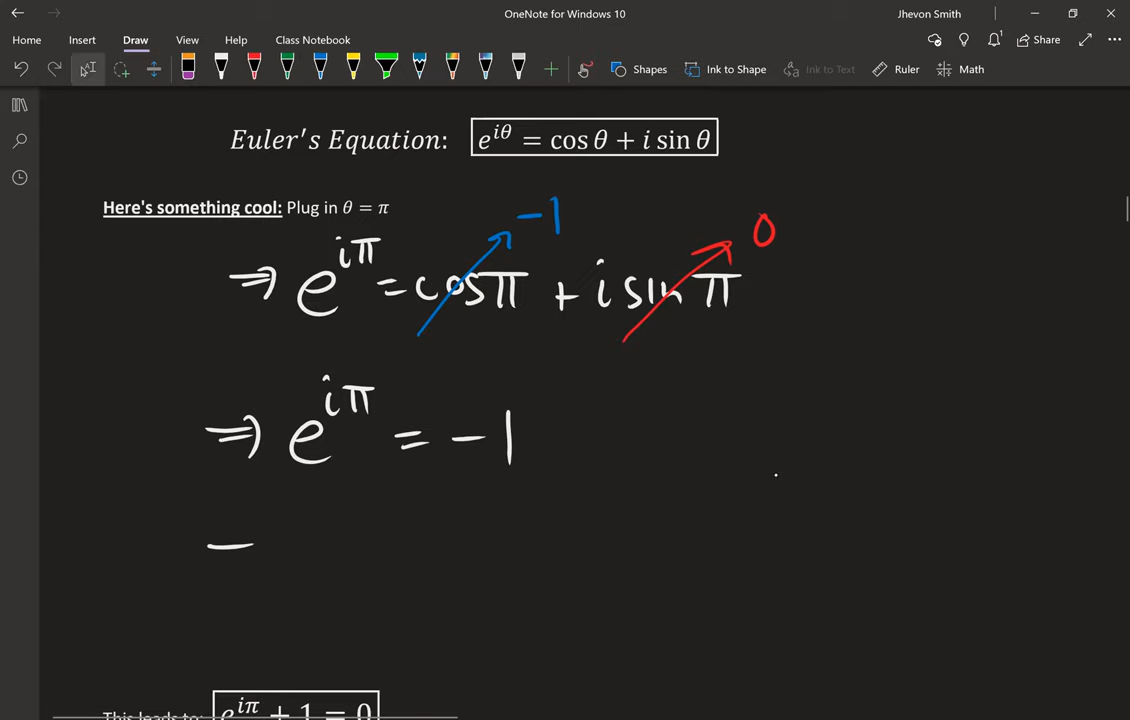 OneNote for Windows 10
Jhevon Smith
Home Insert Draw View Help Class Notebook Share
Shapes Ink to Shape Ink to Text Ruler Math
Euler's Equation: e^{iθ} = cos θ + i sin θ
Here's something cool: Plug in θ = π
-1
0
⇒ e^{iπ} = cosπ + i sin π
⇒ e^{iπ} = -1
This leads to: e^{iπ} + 1 = 0